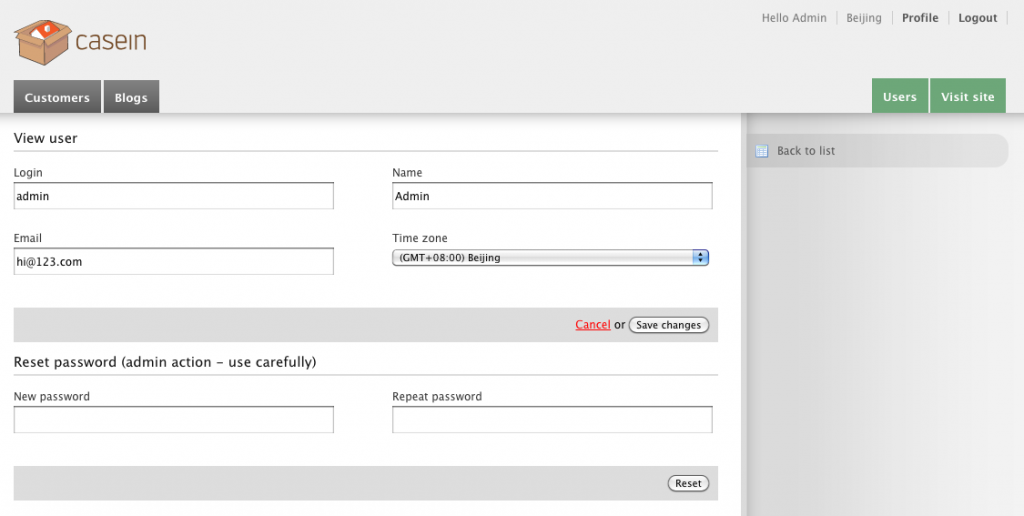 Hello Admin Beijing Profile Logout
casein
Customers Blogs Users Visit site
View user
Back to list
Login Name
admin Admin
Email Time zone
hi@123.com (GMT+08:00) Beijing
Cancel or Save changes
Reset password (admin action - use carefully)
New password Repeat password
Reset